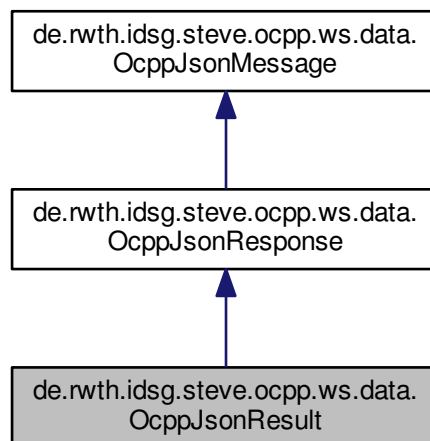 de.rwth.idsg.steve.ocpp.ws.data.
OcppJsonMessage
de.rwth.idsg.steve.ocpp.ws.data.
OcppJsonResponse
de.rwth.idsg.steve.ocpp.ws.data.
OcppJsonResult